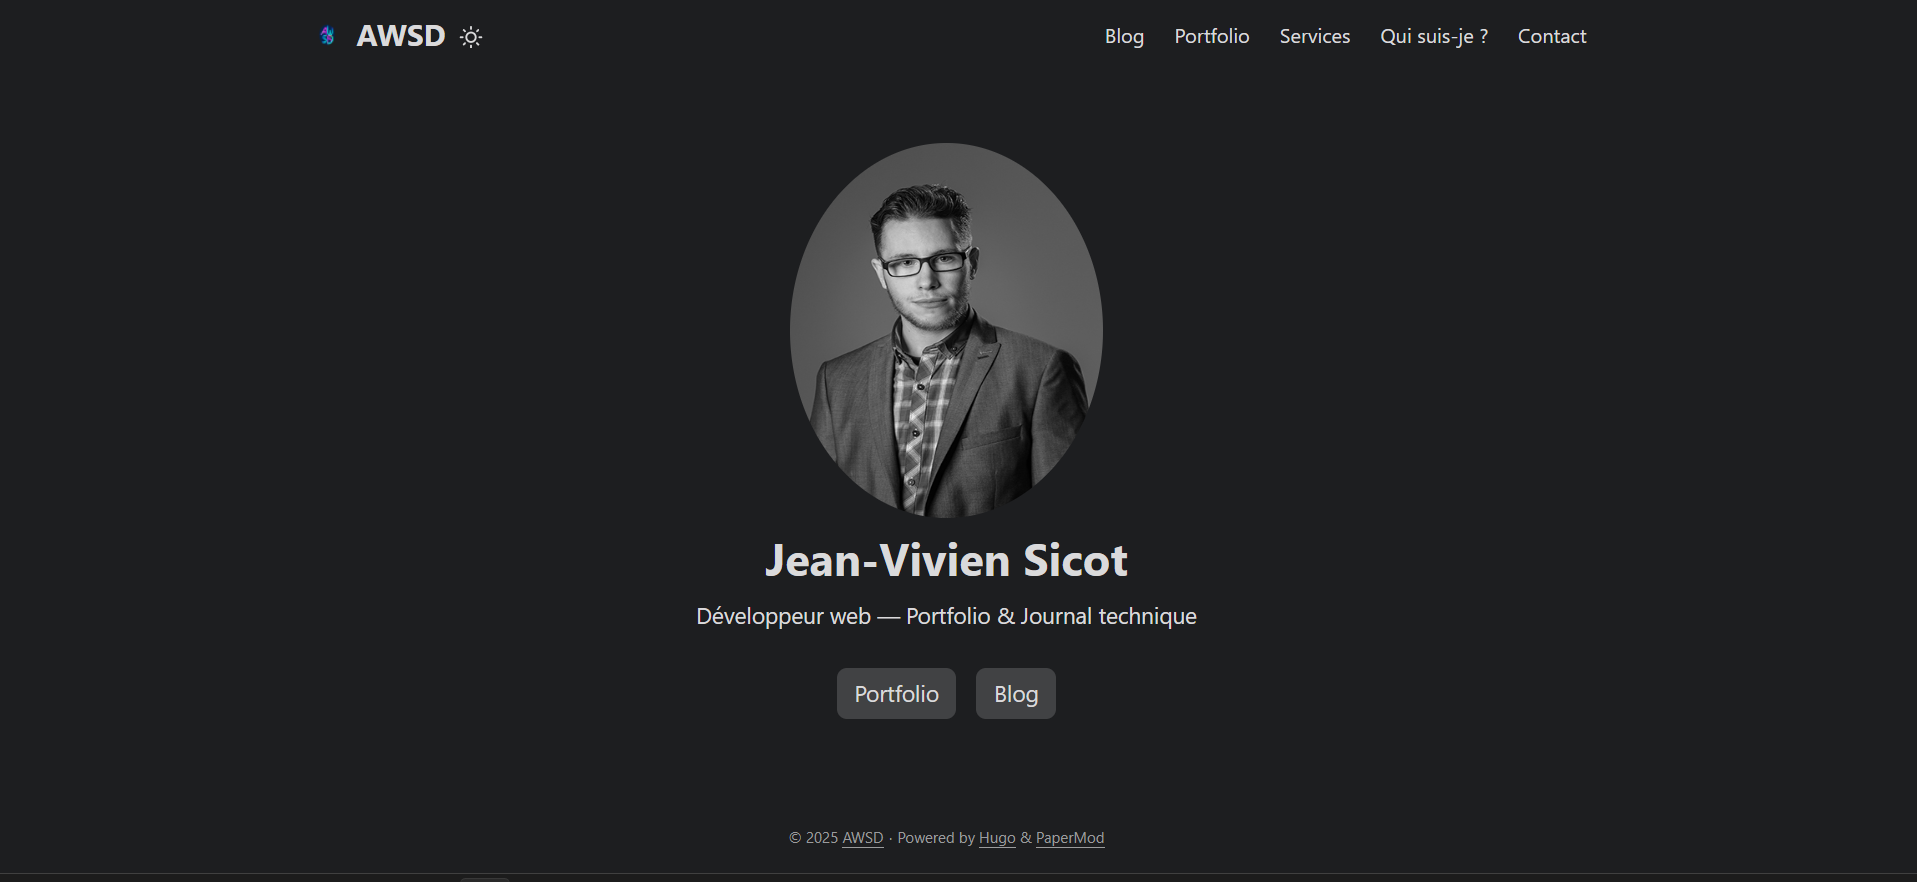 AWSD
Blog Portfolio Services Qui suis-je ? Contact
Jean-Vivien Sicot
Développeur web — Portfolio & Journal technique
Portfolio Blog
© 2025 AWSD · Powered by Hugo & PaperMod